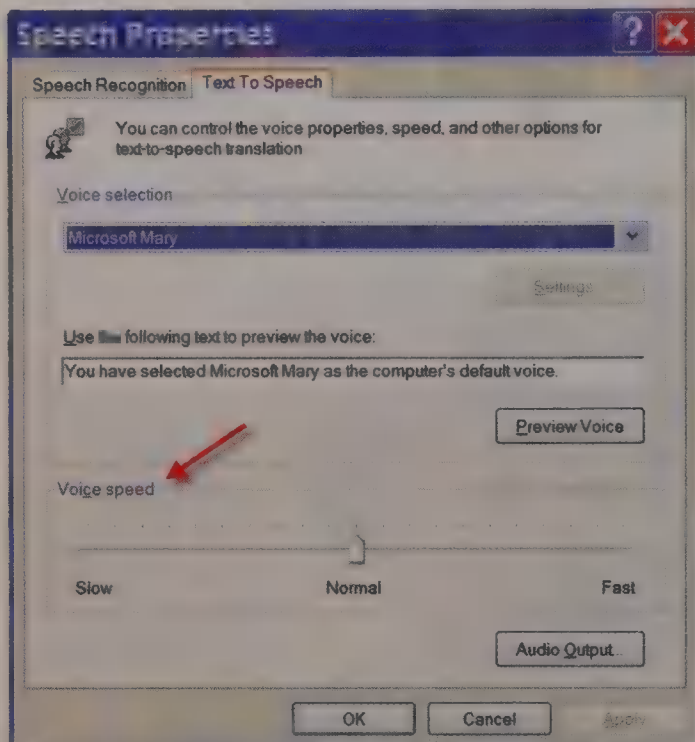 Speech Properties
Speech Recognition Text To Speech
You can control the voice properties, speed, and other options for
text-to-speech translation
Voice selection
Microsoft Mary
Settings...
Use the following text to preview the voice:
You have selected Microsoft Mary as the computer's default voice.
Preview Voice
Voice speed
Slow Normal Fast
Audio Output...
OK Cancel Apply